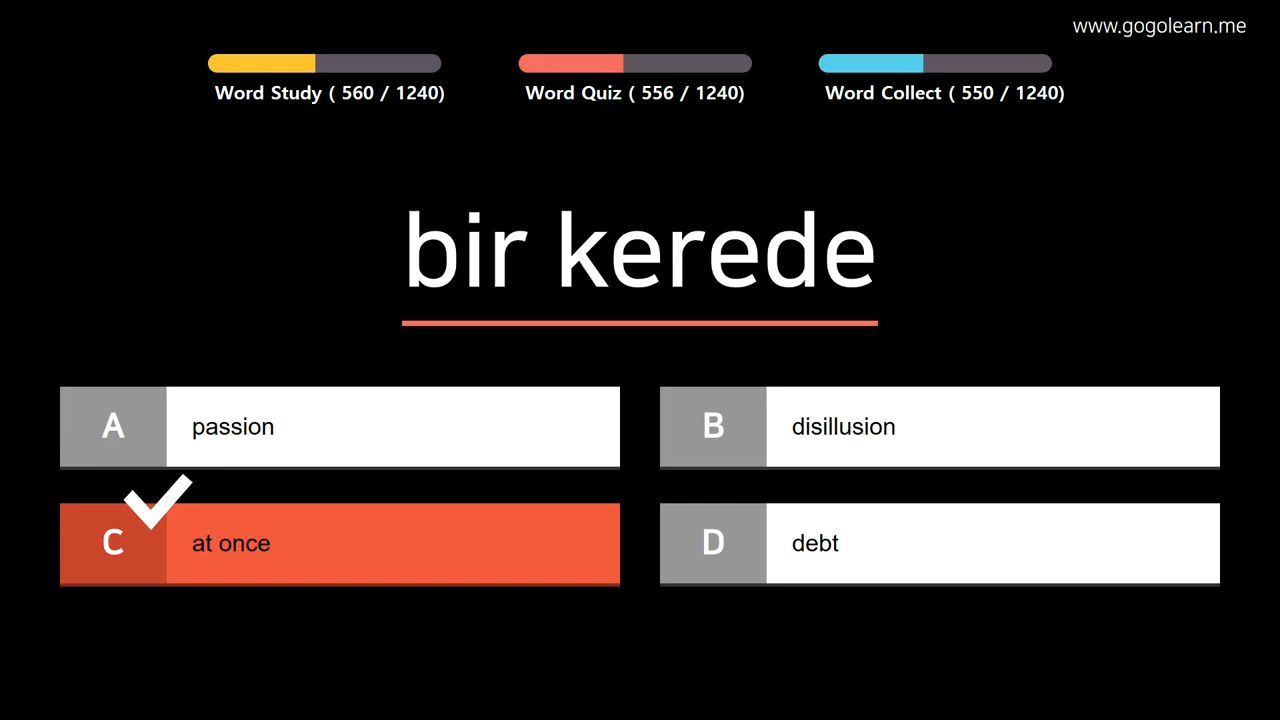 www.gogolearn.me
Word Study ( 560 / 1240)
Word Quiz ( 556 / 1240)
Word Collect ( 550 / 1240)
bir kerede
A
passion
B
disillusion
C
at once
D
debt